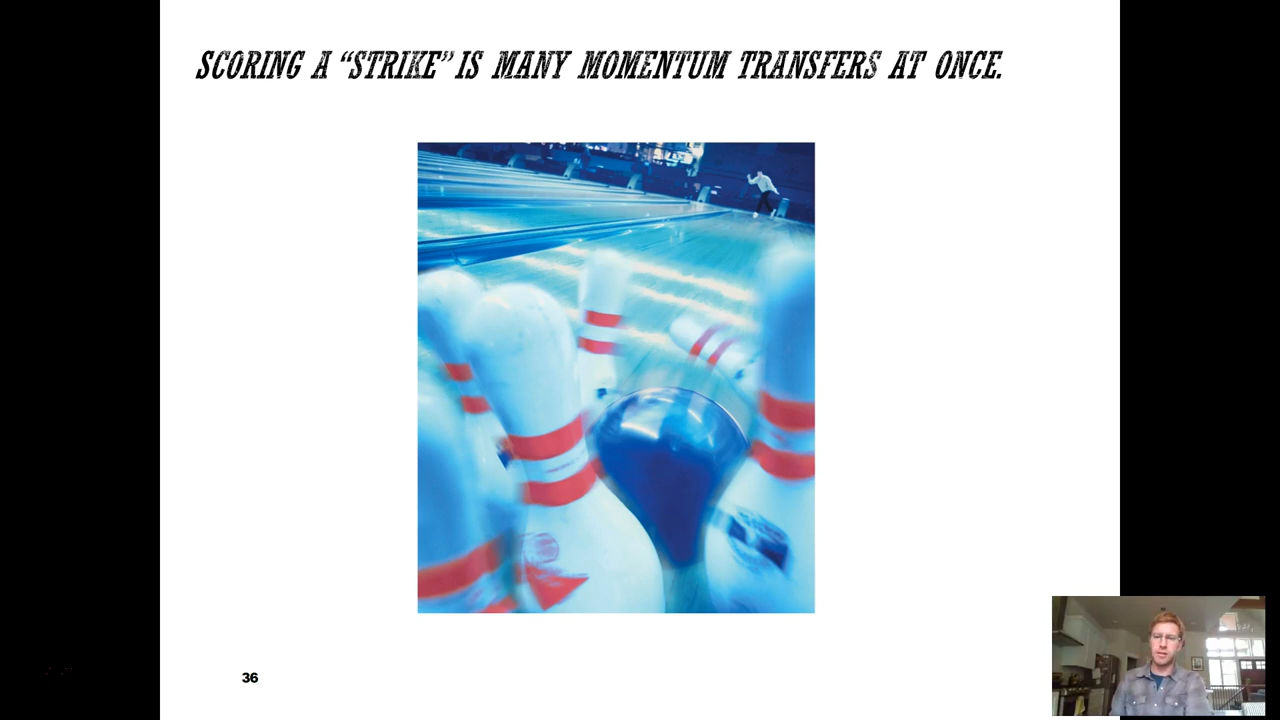 SCORING A “STRIKE” IS MANY MOMENTUM TRANSFERS AT ONCE.
36